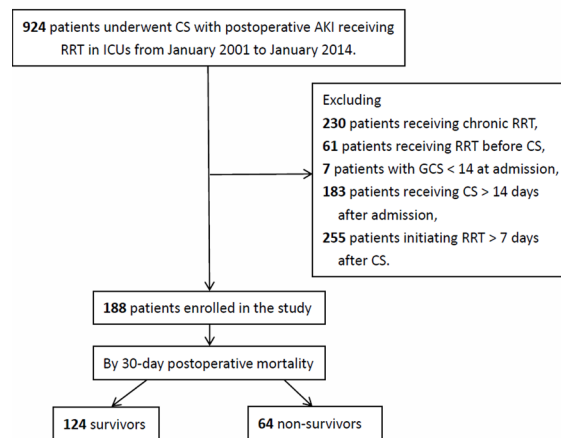 924 patients underwent CS with postoperative AKI receiving
RRT in ICUs from January 2001 to January 2014.
Excluding
230 patients receiving chronic RRT,
61 patients receiving RRT before CS,
7 patients with GCS < 14 at admission,
183 patients receiving CS > 14 days
after admission,
255 patients initiating RRT > 7 days
after CS.
188 patients enrolled in the study
By 30-day postoperative mortality
124 survivors
64 non-survivors